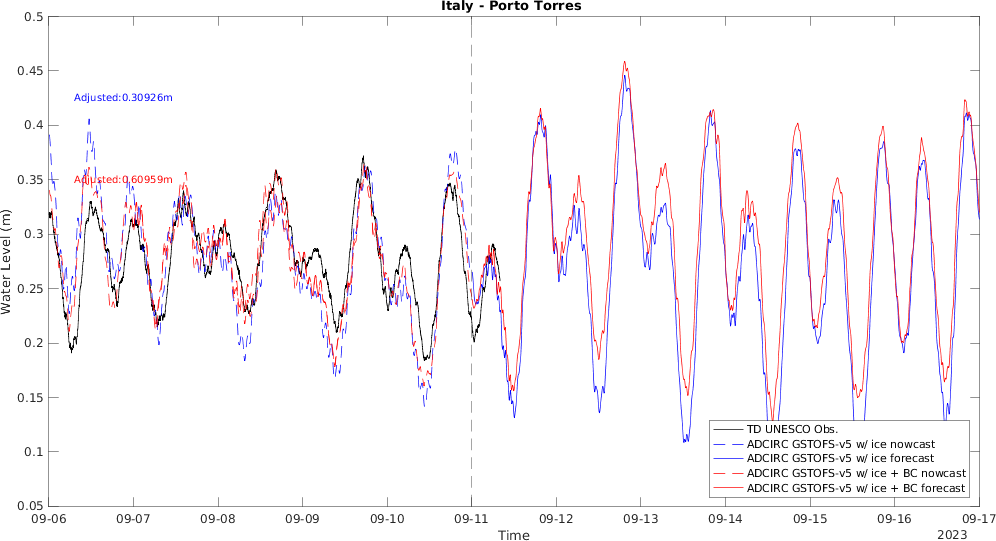 Italy - Porto Torres
Water Level (m)
0.5
0.45
0.4
0.35
0.3
0.25
0.2
0.15
0.1
0.05
Adjusted:0.30926m
Adjusted:0.60959m
TD UNESCO Obs.
ADCIRC GSTOFS-v5 w/ ice nowcast
ADCIRC GSTOFS-v5 w/ ice forecast
ADCIRC GSTOFS-v5 w/ ice + BC nowcast
ADCIRC GSTOFS-v5 w/ ice + BC forecast
09-06 09-07 09-08 09-09 09-10 09-11 09-12 09-13 09-14 09-15 09-16 09-17
Time
2023